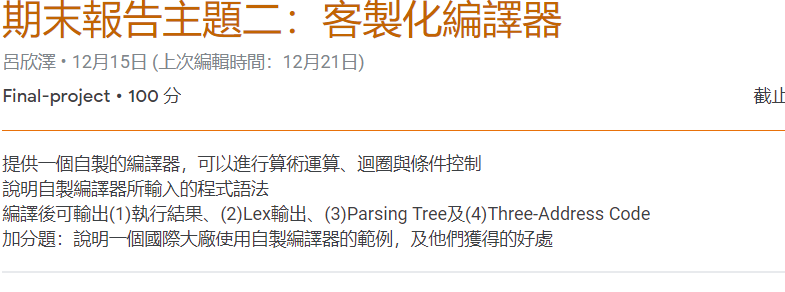 期末報告主題二：客製化編譯器
呂欣澤 • 12月15日 (上次編輯時間：12月21日)
Final-project • 100 分
截止
提供一個自製的編譯器，可以進行算術運算、迴圈與條件控制
說明自製編譯器所輸入的程式語法
編譯後可輸出(1)執行結果、(2)Lex輸出、(3)Parsing Tree及(4)Three-Address Code
加分題：說明一個國際大廠使用自製編譯器的範例，及他們獲得的好處